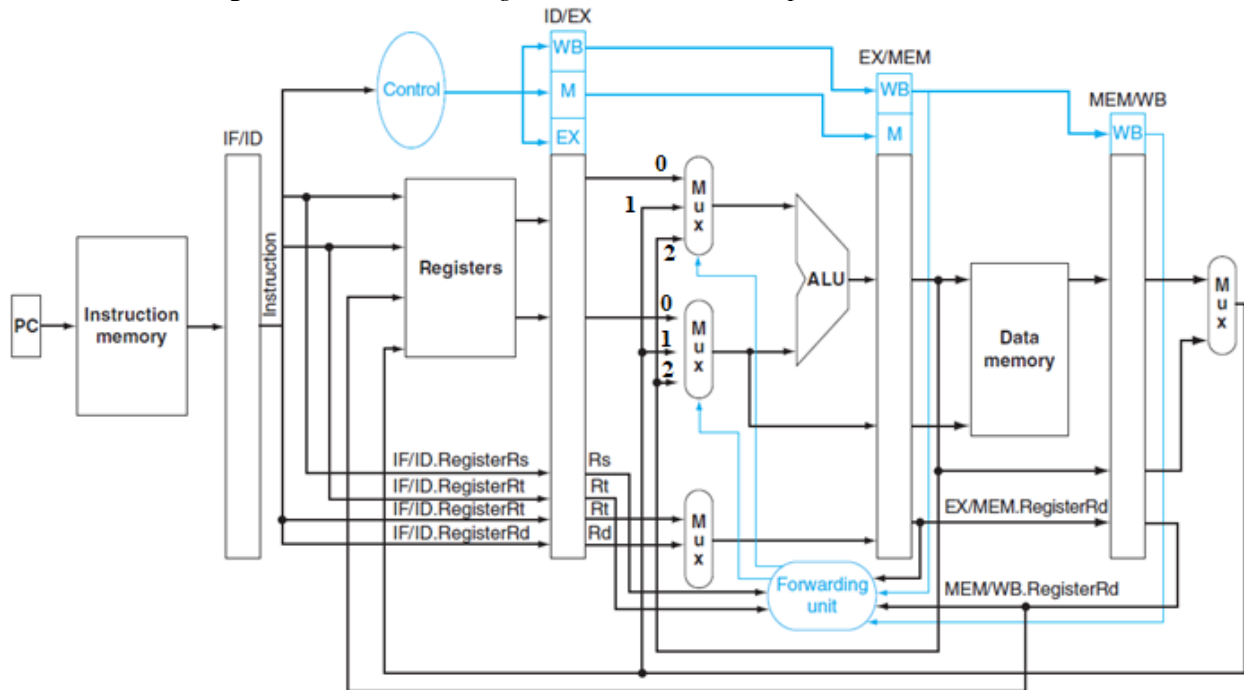 ID/EX
WB
EX/MEM
Control
M
WB
MEM/WB
IF/ID
EX
M
WB
0
M
u
x
1
2
Registers
Instruction
ALU
M
u
x
PC
Instruction
memory
0
M
u
x
1
2
Data
memory
IF/ID.RegisterRs
Rs
IF/ID.RegisterRt
Rt
IF/ID.RegisterRt
Rt
IF/ID.RegisterRd
Rd
M
u
x
EX/MEM.RegisterRd
Forwarding
unit
MEM/WB.RegisterRd